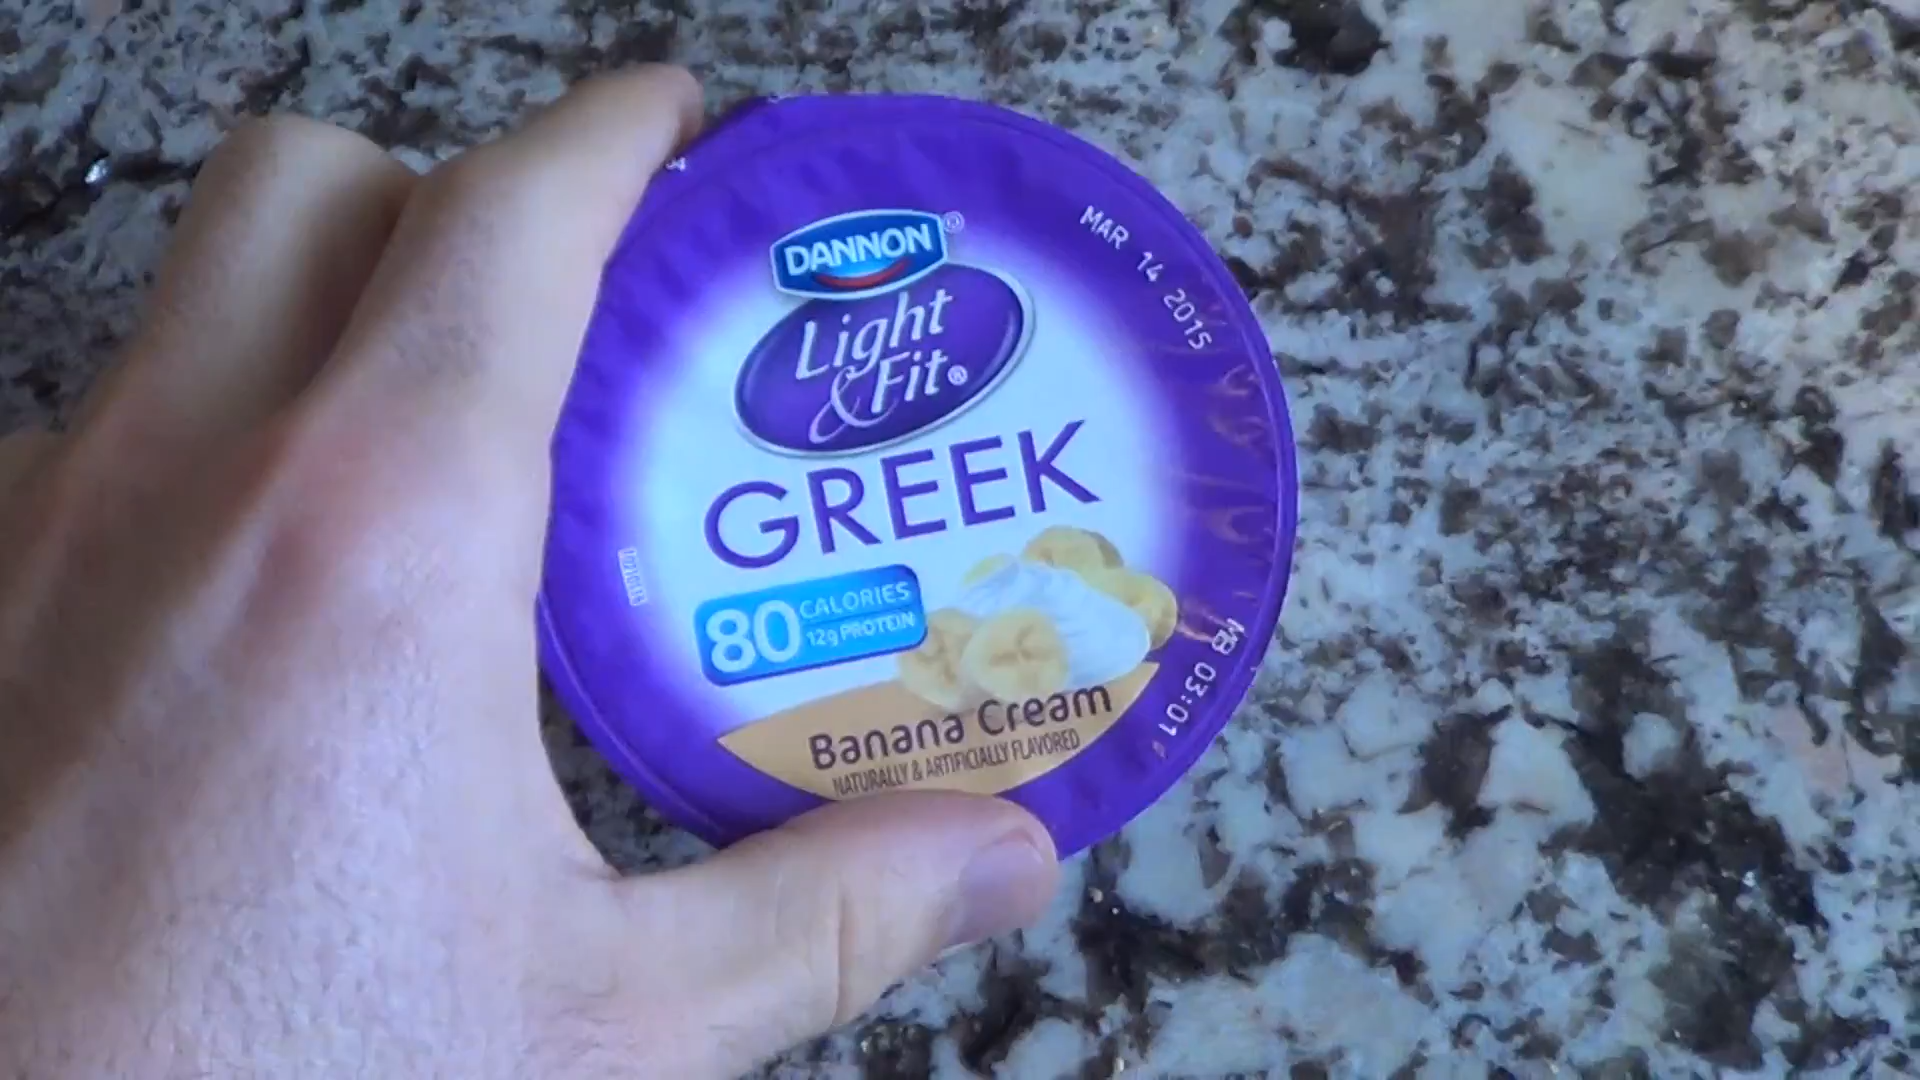 DANNON
Light
& Fit®
GREEK
80 CALORIES
12g PROTEIN
Banana Cream
NATURALLY & ARTIFICIALLY FLAVORED
MAR 14 2015
MB 03:01